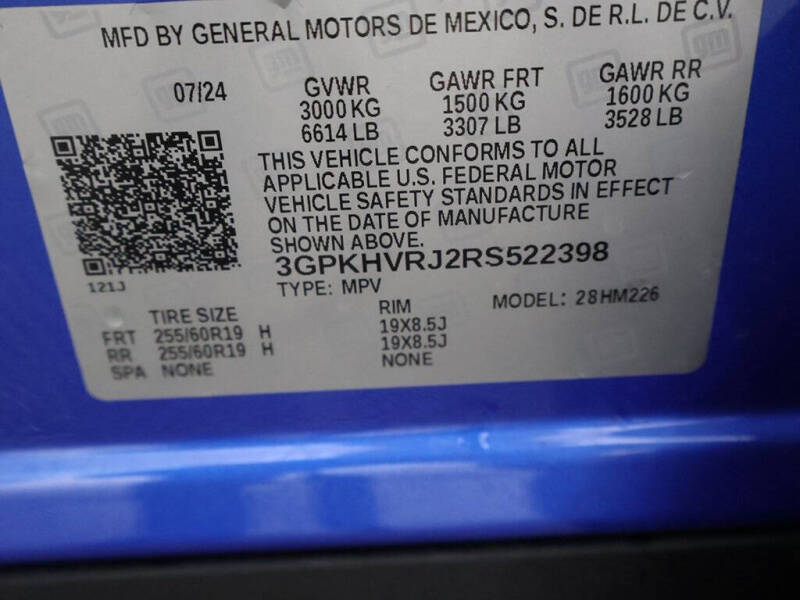 MFD BY GENERAL MOTORS DE MEXICO, S. DE R.L. DE C.V.
07/24 GVWR GAWR FRT GAWR RR
3000 KG 1500 KG 1600 KG
6614 LB 3307 LB 3528 LB
THIS VEHICLE CONFORMS TO ALL
APPLICABLE U.S. FEDERAL MOTOR
VEHICLE SAFETY STANDARDS IN EFFECT
ON THE DATE OF MANUFACTURE
SHOWN ABOVE.
3GPKHVRJ2RS522398
121J
TYPE: MPV MODEL: 28HM226
TIRE SIZE RIM
FRT 255/60R19 H 19X8.5J
RR 255/60R19 H 19X8.5J
SPA NONE NONE